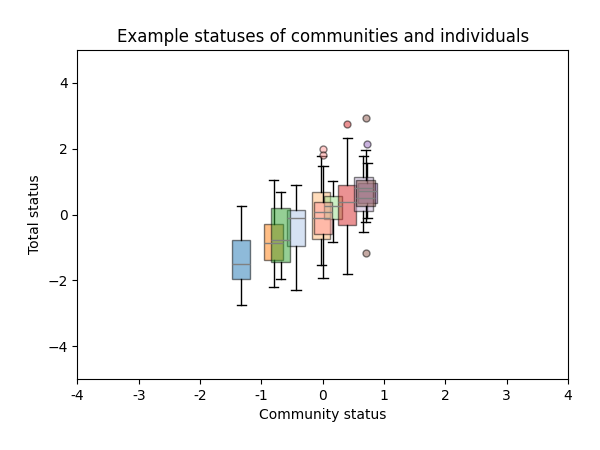 Example statuses of communities and individuals
4
2
0
−2
−4
Total status
-4 -3 -2 -1 0 1 2 3 4
Community status